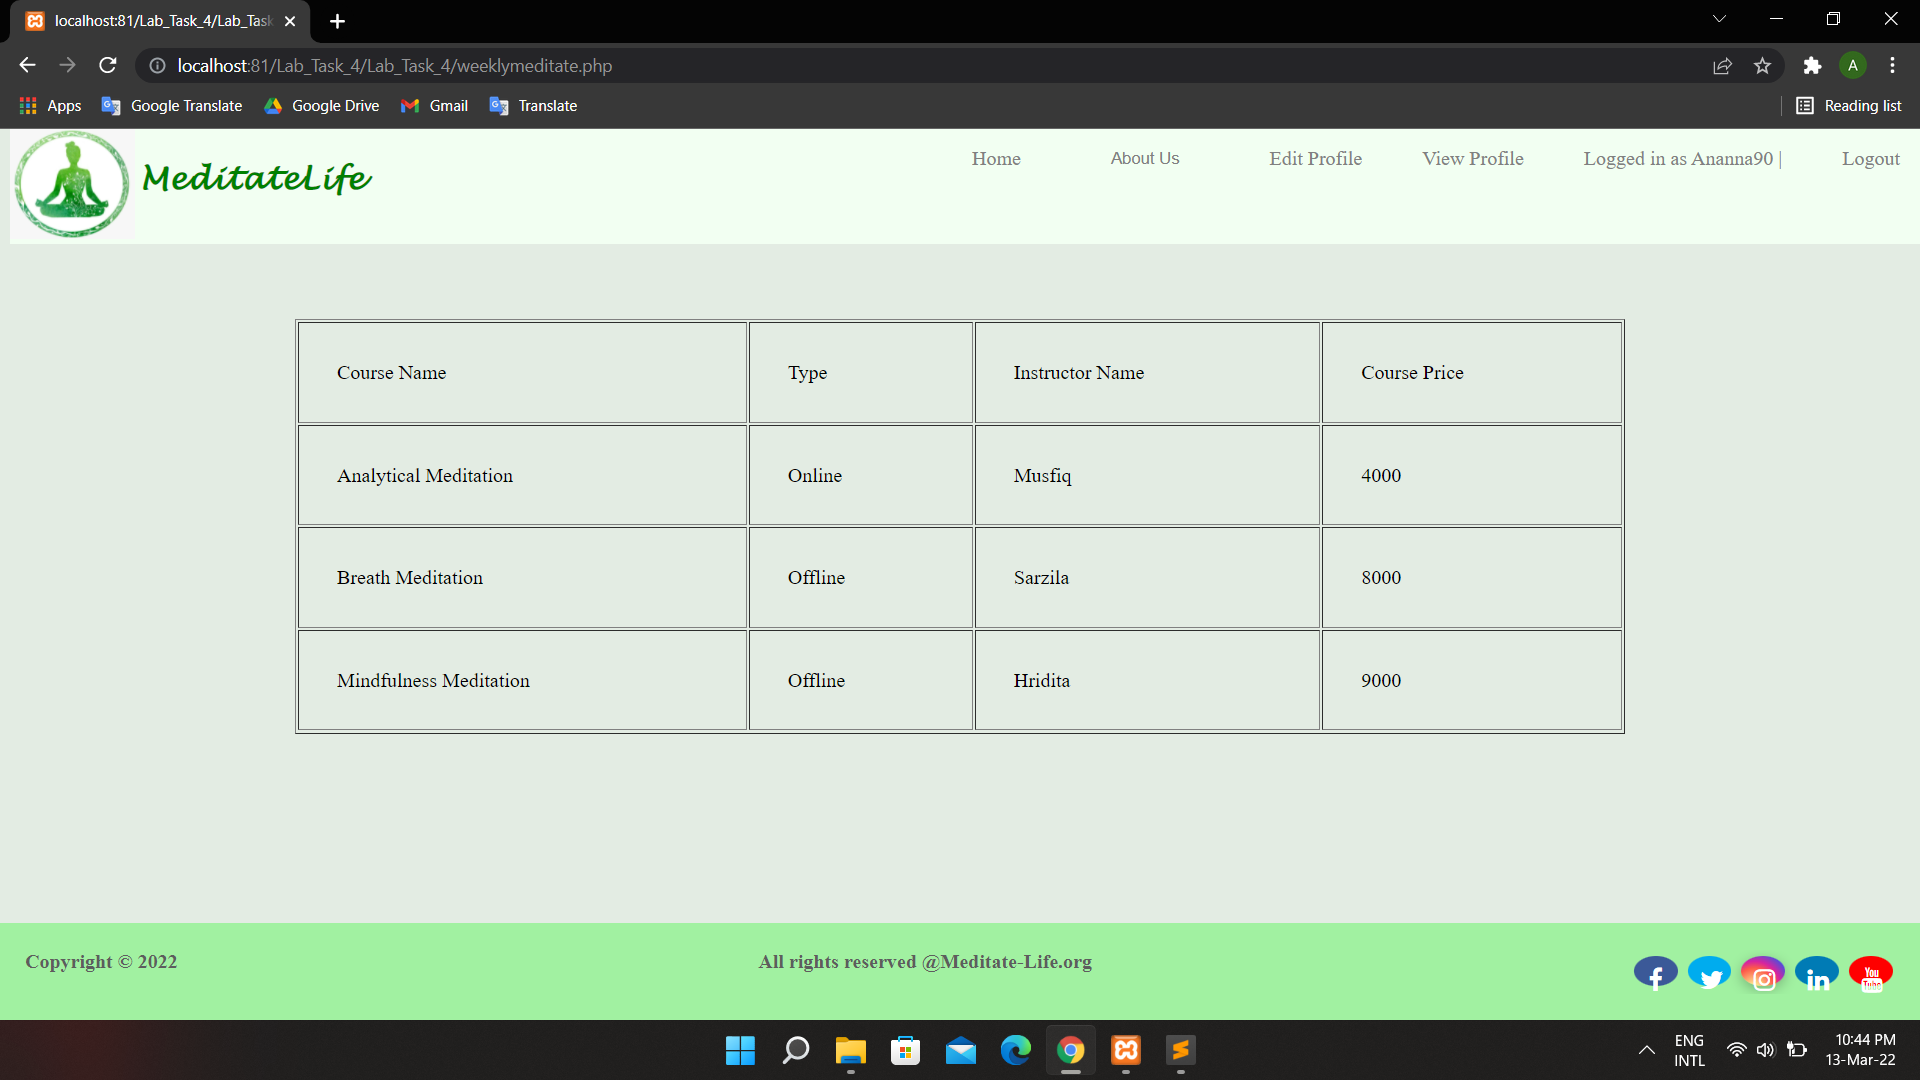 localhost:81/Lab_Task_4/Lab_Task
localhost:81/Lab_Task_4/Lab_Task_4/weeklymeditate.php
A
Apps Google Translate Google Drive Gmail Translate Reading list
MeditateLife
Home About Us Edit Profile View Profile Logged in as Ananna90 | Logout
Course Name Type Instructor Name Course Price
Analytical Meditation Online Musfiq 4000
Breath Meditation Offline Sarzila 8000
Mindfulness Meditation Offline Hridita 9000
Copyright © 2022 All rights reserved @Meditate-Life.org
f in You Tube
ENG 10:44 PM
INTL 13-Mar-22